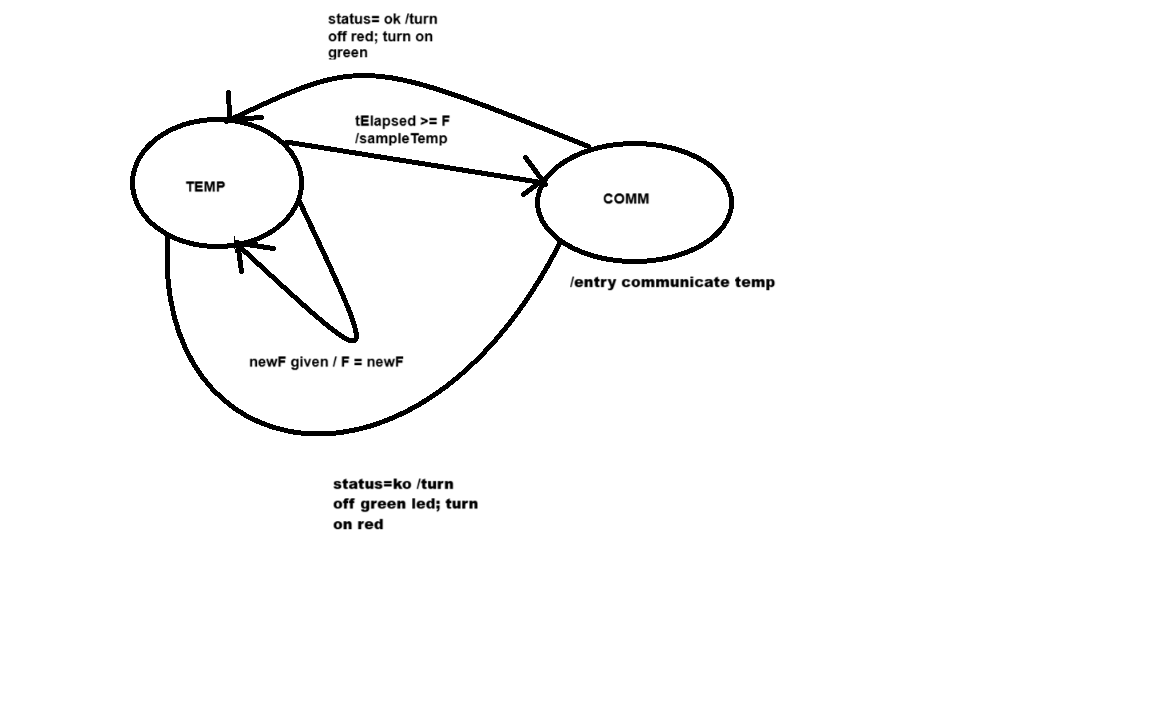 status= ok /turn
off red; turn on
green
tElapsed >= F
/sampleTemp
TEMP
COMM
/entry communicate temp
newF given / F = newF
status=ko /turn
off green led; turn
on red